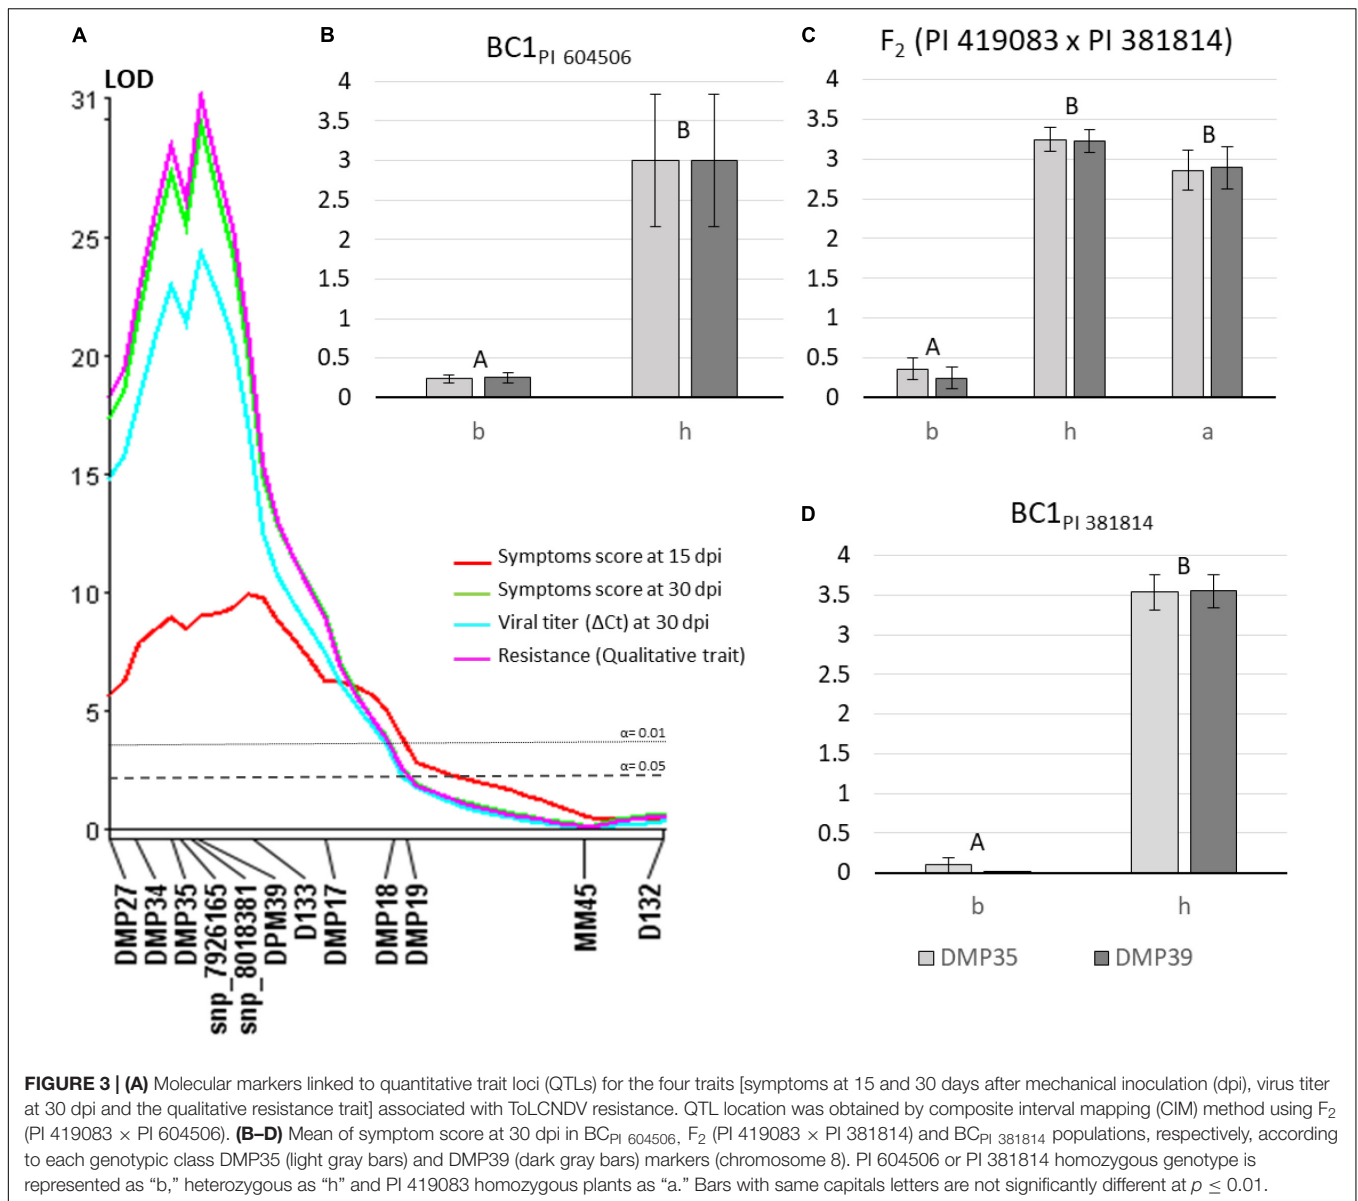 A
LOD
31
25
20
15
10
5
0
Symptoms score at 15 dpi
Symptoms score at 30 dpi
Viral titer (ΔCt) at 30 dpi
Resistance (Qualitative trait)
α= 0.01
α= 0.05
DMP27
DMP34
DMP35
snp_7926165
snp_8018381
DPM39
D133
DMP17
DMP18
DMP19
MM45
D132
B
BC1PI 604506
4
3.5
3
2.5
2
1.5
1
0.5
0
A
B
b
h
C
F2 (PI 419083 x PI 381814)
4
3.5
3
2.5
2
1.5
1
0.5
0
A
B
B
b
h
a
D
BC1PI 381814
4
3.5
3
2.5
2
1.5
1
0.5
0
A
B
b
h
DMP35
DMP39
FIGURE 3 | (A) Molecular markers linked to quantitative trait loci (QTLs) for the four traits [symptoms at 15 and 30 days after mechanical inoculation (dpi), virus titer
at 30 dpi and the qualitative resistance trait] associated with ToLCNDV resistance. QTL location was obtained by composite interval mapping (CIM) method using F2
(PI 419083 × PI 604506). (B–D) Mean of symptom score at 30 dpi in BCPI 604506, F2 (PI 419083 × PI 381814) and BCPI 381814 populations, respectively, according
to each genotypic class DMP35 (light gray bars) and DMP39 (dark gray bars) markers (chromosome 8). PI 604506 or PI 381814 homozygous genotype is
represented as “b,” heterozygous as “h” and PI 419083 homozygous plants as “a.” Bars with same capitals letters are not significantly different at p ≤ 0.01.